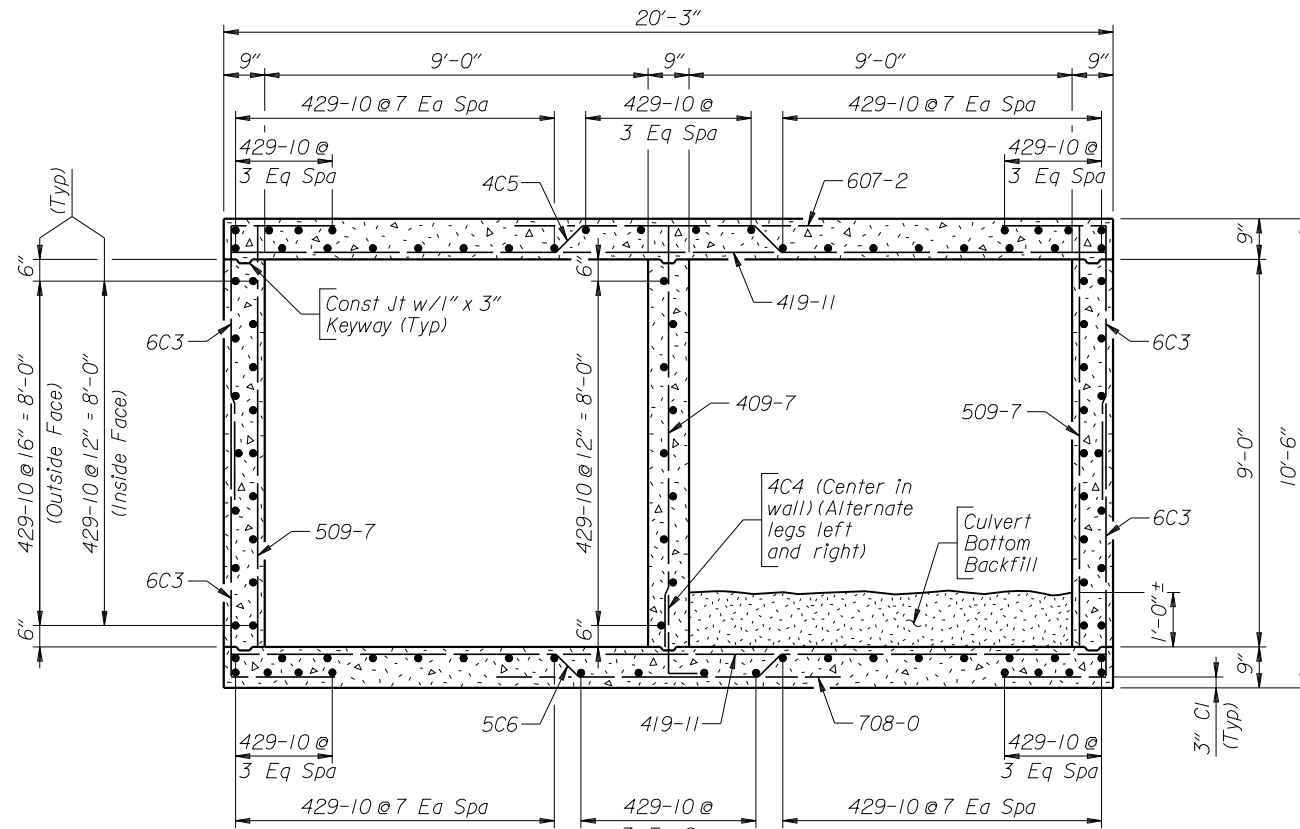 20'-3"
9" 9'-0" 9" 9'-0" 9"
429-10 @ 7 Ea Spa 429-10 @ 429-10 @ 7 Ea Spa
3 Eq Spa
429-10 @ 429-10 @
3 Eq Spa 3 Eq Spa
(Typ)
4C5
607-2
6" 6" 9"
Const Jt w/1" x 3"
Keyway (Typ)
419-11
6C3 6C3
429-10 @ 16" = 8'-0"
(Outside Face)
429-10 @ 12" = 8'-0"
(Inside Face)
429-10 @ 12" = 8'-0"
409-7
509-7
9'-0"
10'-6"
4C4 (Center in
wall) (Alternate
legs left
and right)
Culvert
Bottom
Backfill
509-7
6C3
6C3
1'-0" ±
6" 6" 9"
5C6 419-11 708-0
3" Cl
(Typ)
429-10 @ 429-10 @
3 Eq Spa 3 Eq Spa
429-10 @ 7 Ea Spa 429-10 @ 429-10 @ 7 Ea Spa